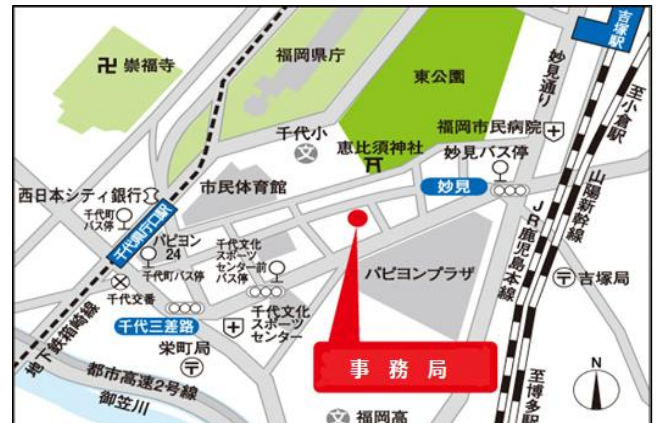 吉塚駅
崇福寺
福岡県庁
東公園
妙見通り
至小倉駅
千代小
文
恵比須神社
福岡市民病院
妙見バス停
妙見
山陽新幹線
JR鹿児島本線
西日本シティ銀行
千代町
バス停
市民体育館
千代県庁口駅
パピヨン
24
千代町バス停
千代文化
スポーツ
センター前
バス停
パピヨンプラザ
吉塚局
千代交番
千代三差路
千代文化
スポーツ
センター
地下鉄箱崎線
栄町局
都市高速2号線
御笠川
事務局
文
福岡高
至博多駅
N